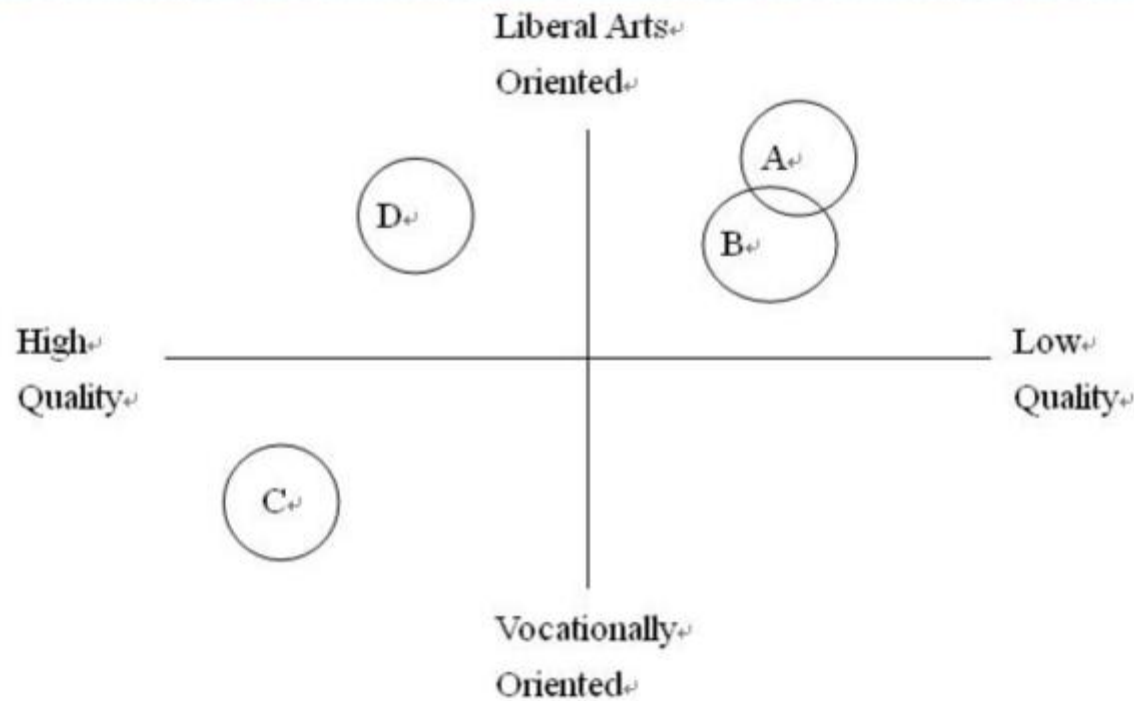 Liberal Arts↵
Oriented↵
A↵
D↵
B↵
High↵
Quality↵
Low↵
Quality↵
C↵
Vocationally↵
Oriented↵